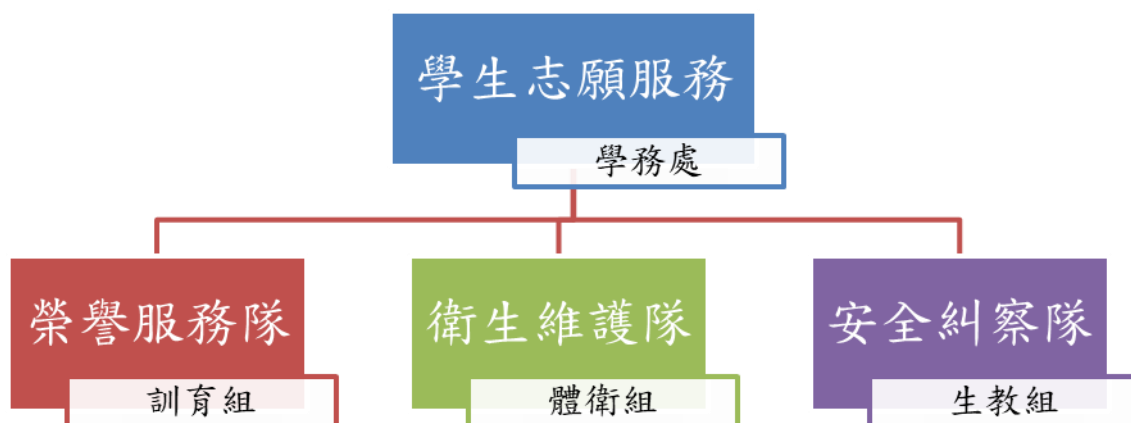 學生志願服務
學務處
榮譽服務隊
訓育組
衛生維護隊
體衛組
安全糾察隊
生教組